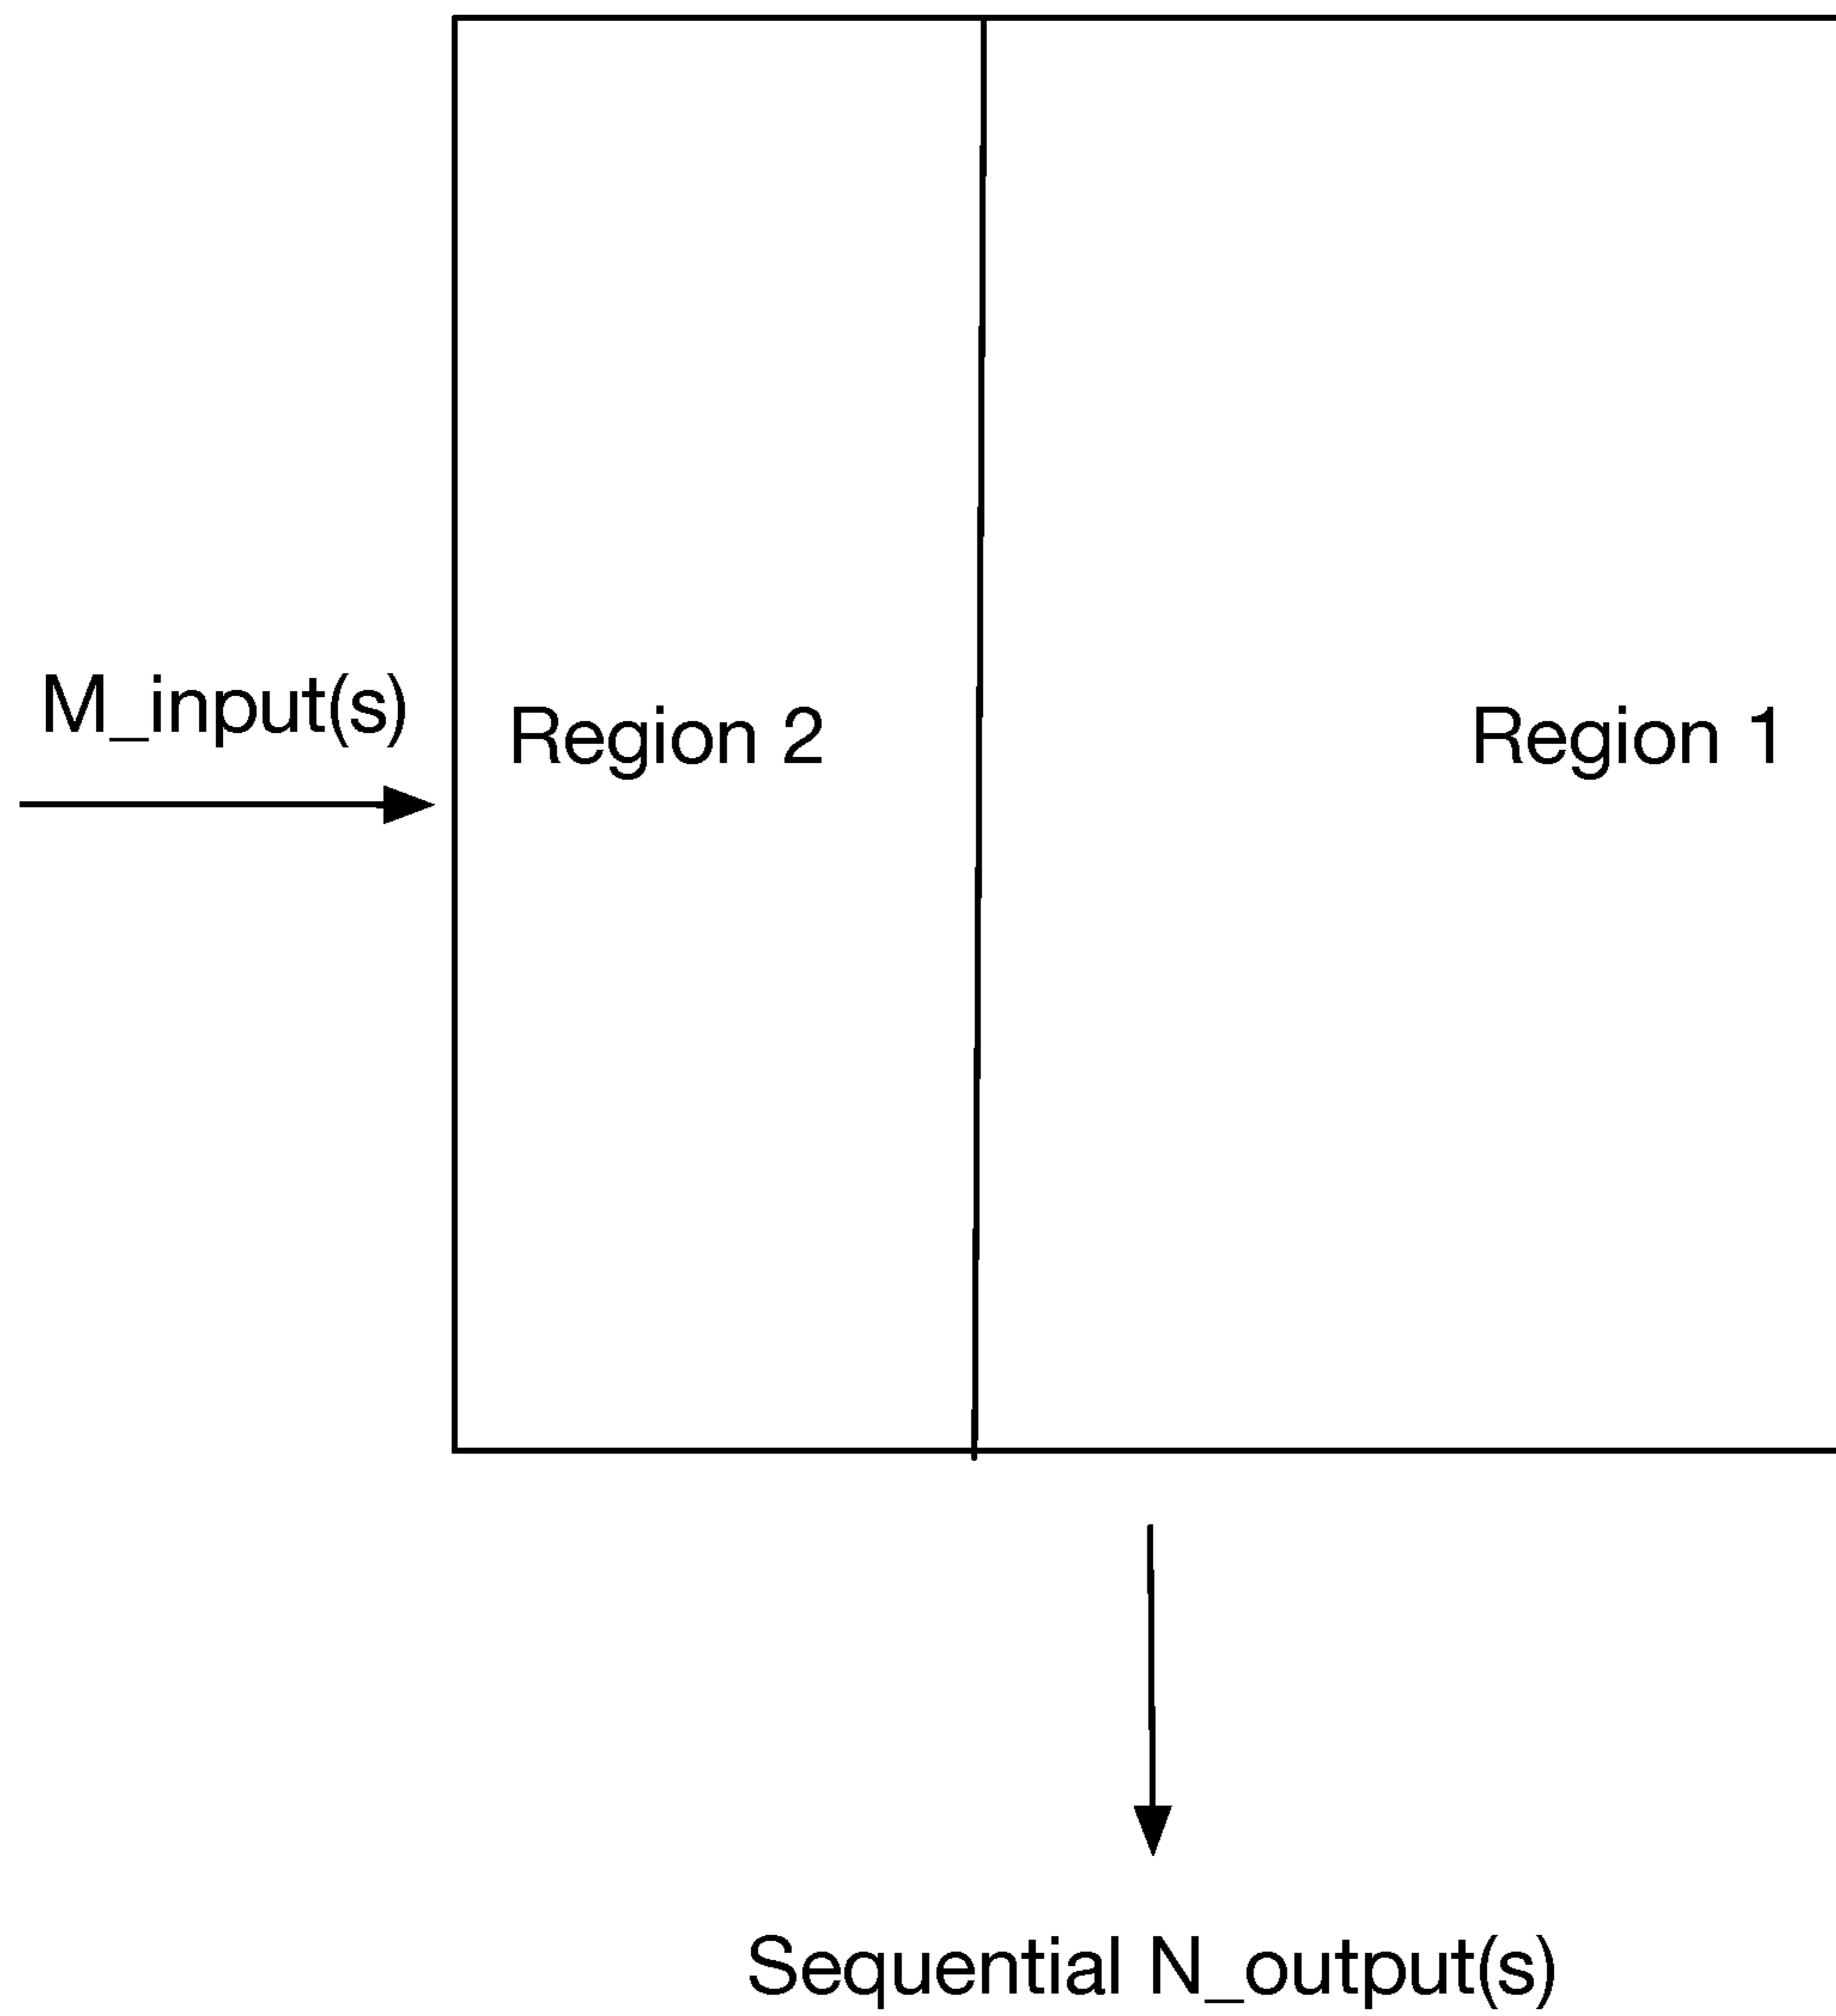 M_input(s)
Region 2
Region 1
Sequential N_output(s)